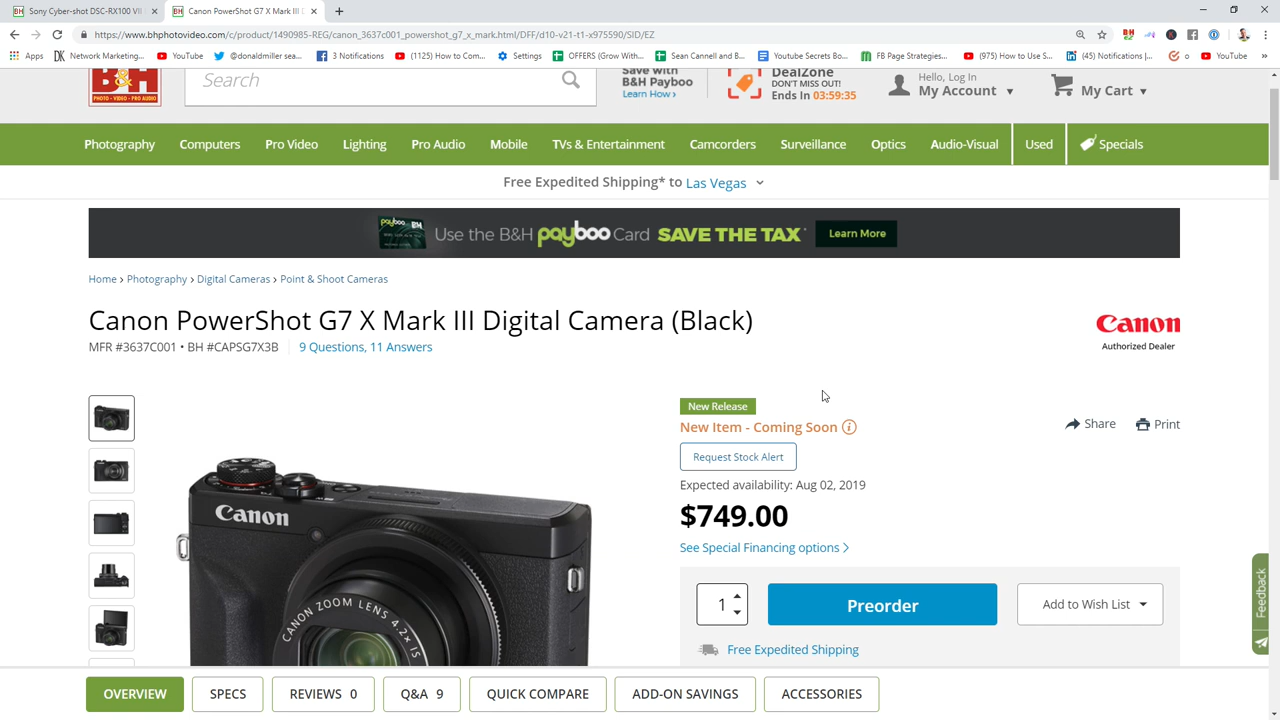 Sony Cyber-shot DSC-RX100 VII
Canon PowerShot G7 X Mark III D
https://www.bhphotovideo.com/c/product/1490985-REG/canon_3637c001_powershot_g7_x_mark.html/DFF/d10-v21-t1-x975590/SID/EZ
Apps
Network Marketing...
YouTube
@donaldmiller sea...
(1125) How to Com...
Settings
3 Notifications
OFFERS (Grow With...
Sean Cannell and B...
Youtube Secrets Bo...
FB Page Strategies...
(975) How to Use S...
(45) Notifications |...
o
YouTube
»
B&H
PHOTO · VIDEO · PRO AUDIO
Search
Save with
B&H Payboo
Learn How ›
DealZone
DON'T MISS OUT!
Ends In 03:59:35
Hello, Log In
My Account
My Cart
Photography
Computers
Pro Video
Lighting
Pro Audio
Mobile
TVs & Entertainment
Camcorders
Surveillance
Optics
Audio-Visual
Used
Specials
Free Expedited Shipping* to Las Vegas
payboo B&H
Use the B&H payboo Card SAVE THE TAX*
Learn More
Home › Photography › Digital Cameras › Point & Shoot Cameras
Canon PowerShot G7 X Mark III Digital Camera (Black)
MFR #3637C001 • BH #CAPSG7X3B
9 Questions, 11 Answers
Canon
Authorized Dealer
New Release
New Item - Coming Soon
Share
Print
Request Stock Alert
Expected availability: Aug 02, 2019
$749.00
See Special Financing options
1
Preorder
Add to Wish List
Free Expedited Shipping
Canon
CANON ZOOM LENS 4.2x IS
Feedback
OVERVIEW
SPECS
REVIEWS 0
Q&A 9
QUICK COMPARE
ADD-ON SAVINGS
ACCESSORIES